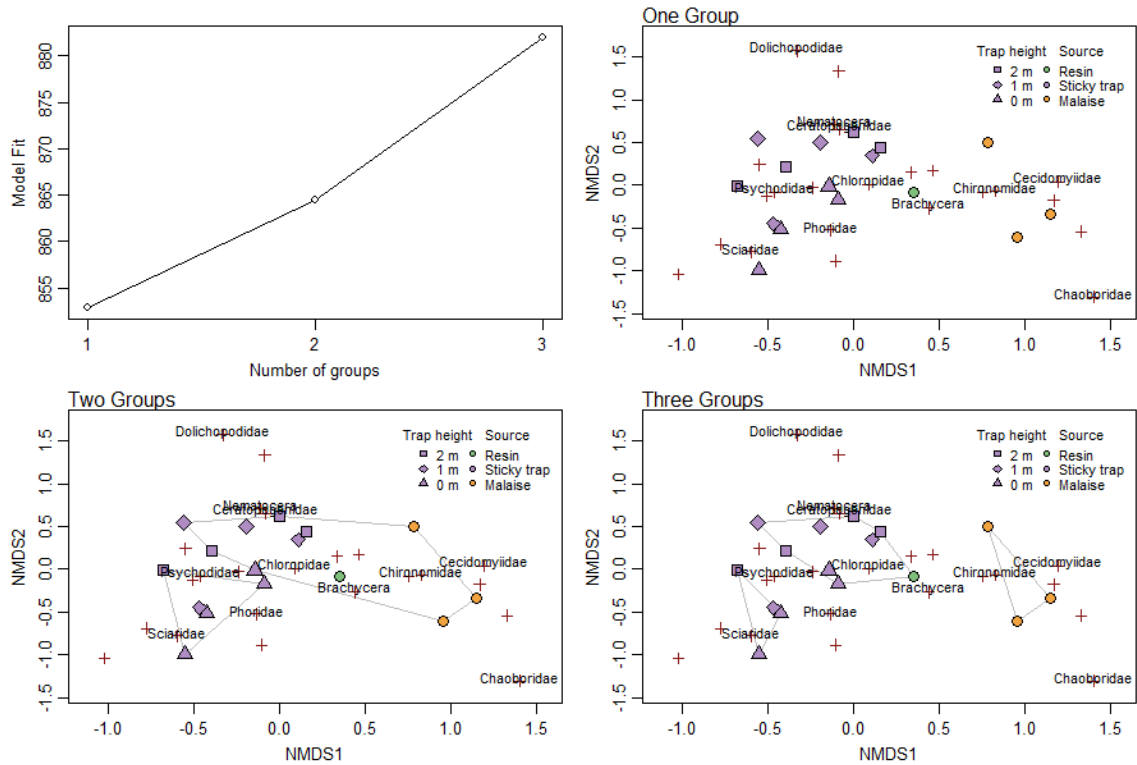 880
875
870
865
860
855
Model Fit
1
2
3
Number of groups
One Group
Trap height Source
2 m Resin
1 m Sticky trap
0 m Malaise
Dolichopodidae
Nematocera
Ceratopogonidae
Psychodidae
Chloropidae
Chironomidae
Cecidomyiidae
Brachycera
Phoridae
Sciaridae
Chaoboridae
1.5
1.0
0.5
0.0
-0.5
-1.0
-1.5
NMDS2
-1.0 -0.5 0.0 0.5 1.0 1.5
NMDS1
Two Groups
Trap height Source
2 m Resin
1 m Sticky trap
0 m Malaise
Dolichopodidae
Nematocera
Ceratopogonidae
Psychodidae
Chloropidae
Chironomidae
Cecidomyiidae
Brachycera
Phoridae
Sciaridae
Chaoboridae
1.5
1.0
0.5
0.0
-0.5
-1.0
-1.5
NMDS2
-1.0 -0.5 0.0 0.5 1.0 1.5
NMDS1
Three Groups
Trap height Source
2 m Resin
1 m Sticky trap
0 m Malaise
Dolichopodidae
Nematocera
Ceratopogonidae
Psychodidae
Chloropidae
Chironomidae
Cecidomyiidae
Brachycera
Phoridae
Sciaridae
Chaoboridae
1.5
1.0
0.5
0.0
-0.5
-1.0
-1.5
NMDS2
-1.0 -0.5 0.0 0.5 1.0 1.5
NMDS1